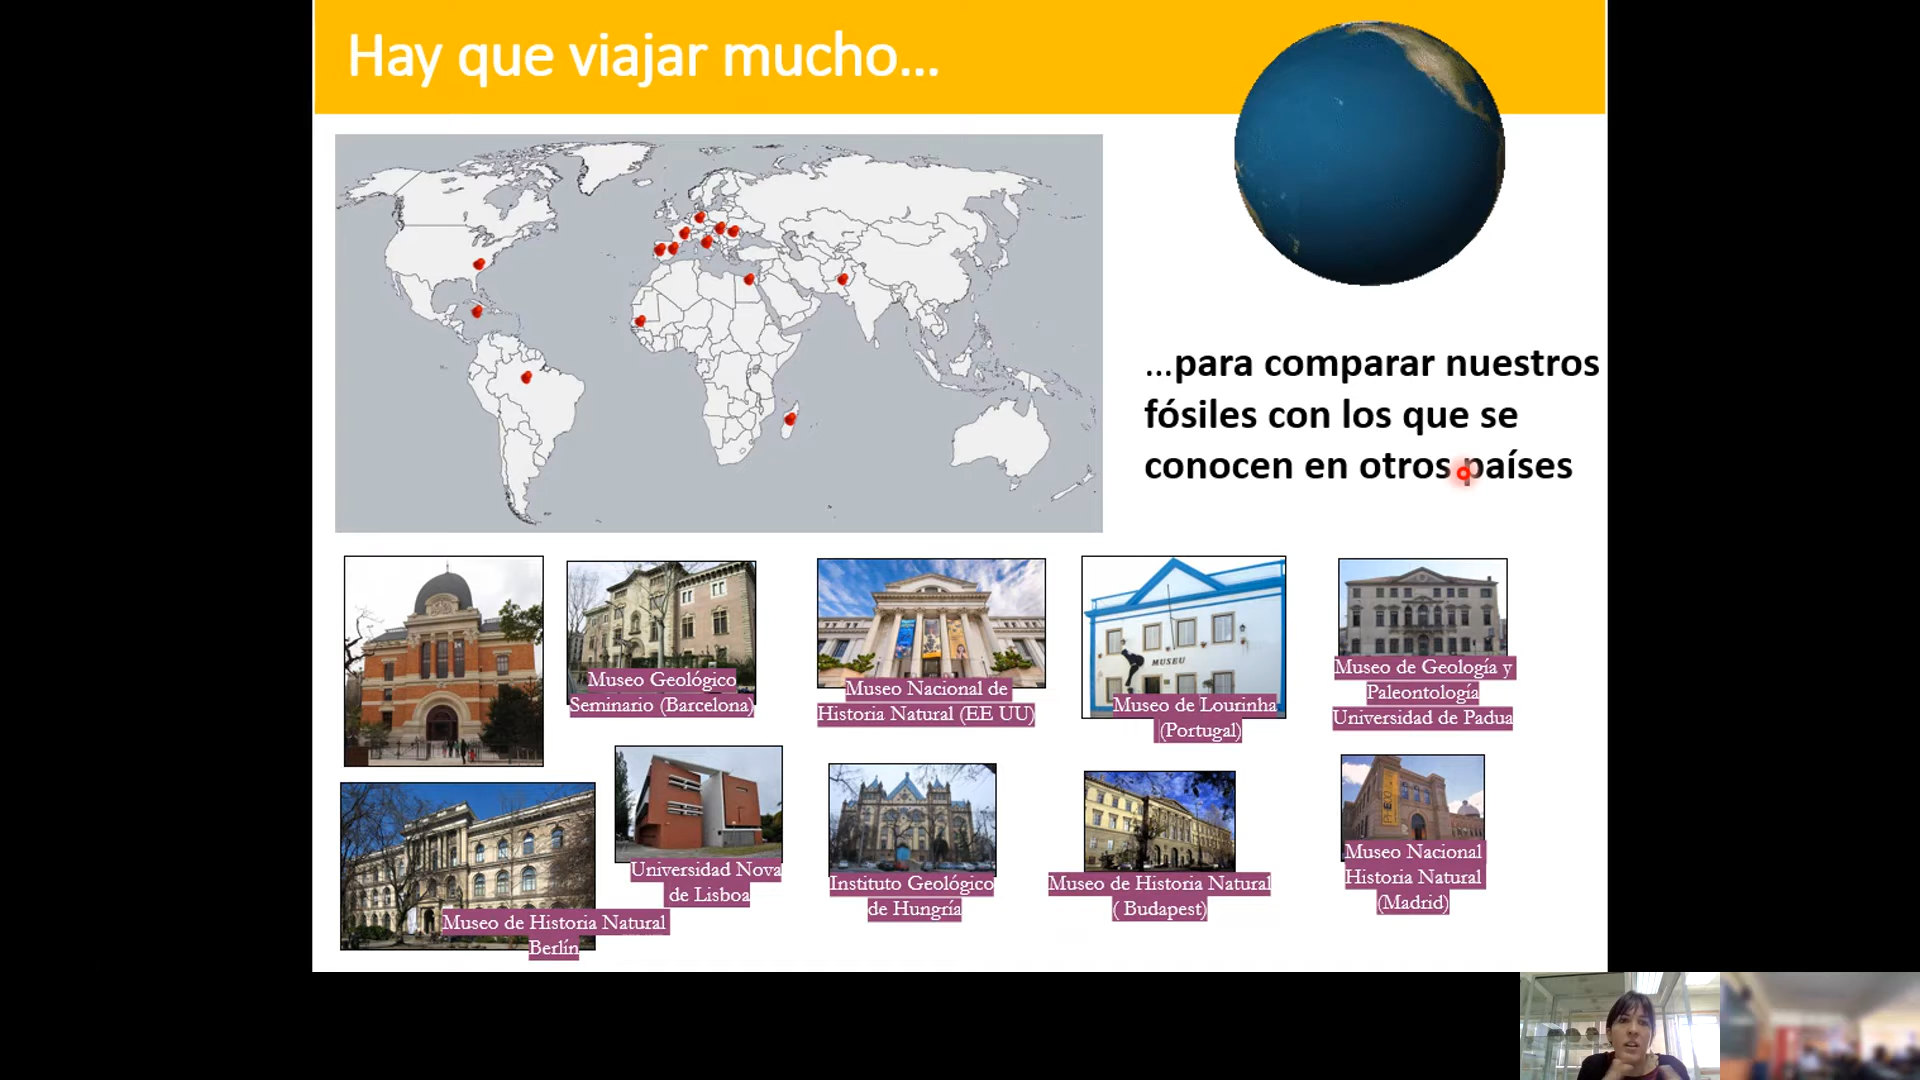 Hay que viajar mucho...
...para comparar nuestros
fósiles con los que se
conocen en otros países
Museo Geológico
Seminario (Barcelona)
Museo Nacional de
Historia Natural (EE UU)
MUSEU
Museo de Lourinha
(Portugal)
Museo de Geología y
Paleontología
Universidad de Padua
Museo de Historia Natural
Berlín
Universidad Nova
de Lisboa
Instituto Geológico
de Hungría
Museo de Historia Natural
( Budapest)
Museo Nacional
Historia Natural
(Madrid)